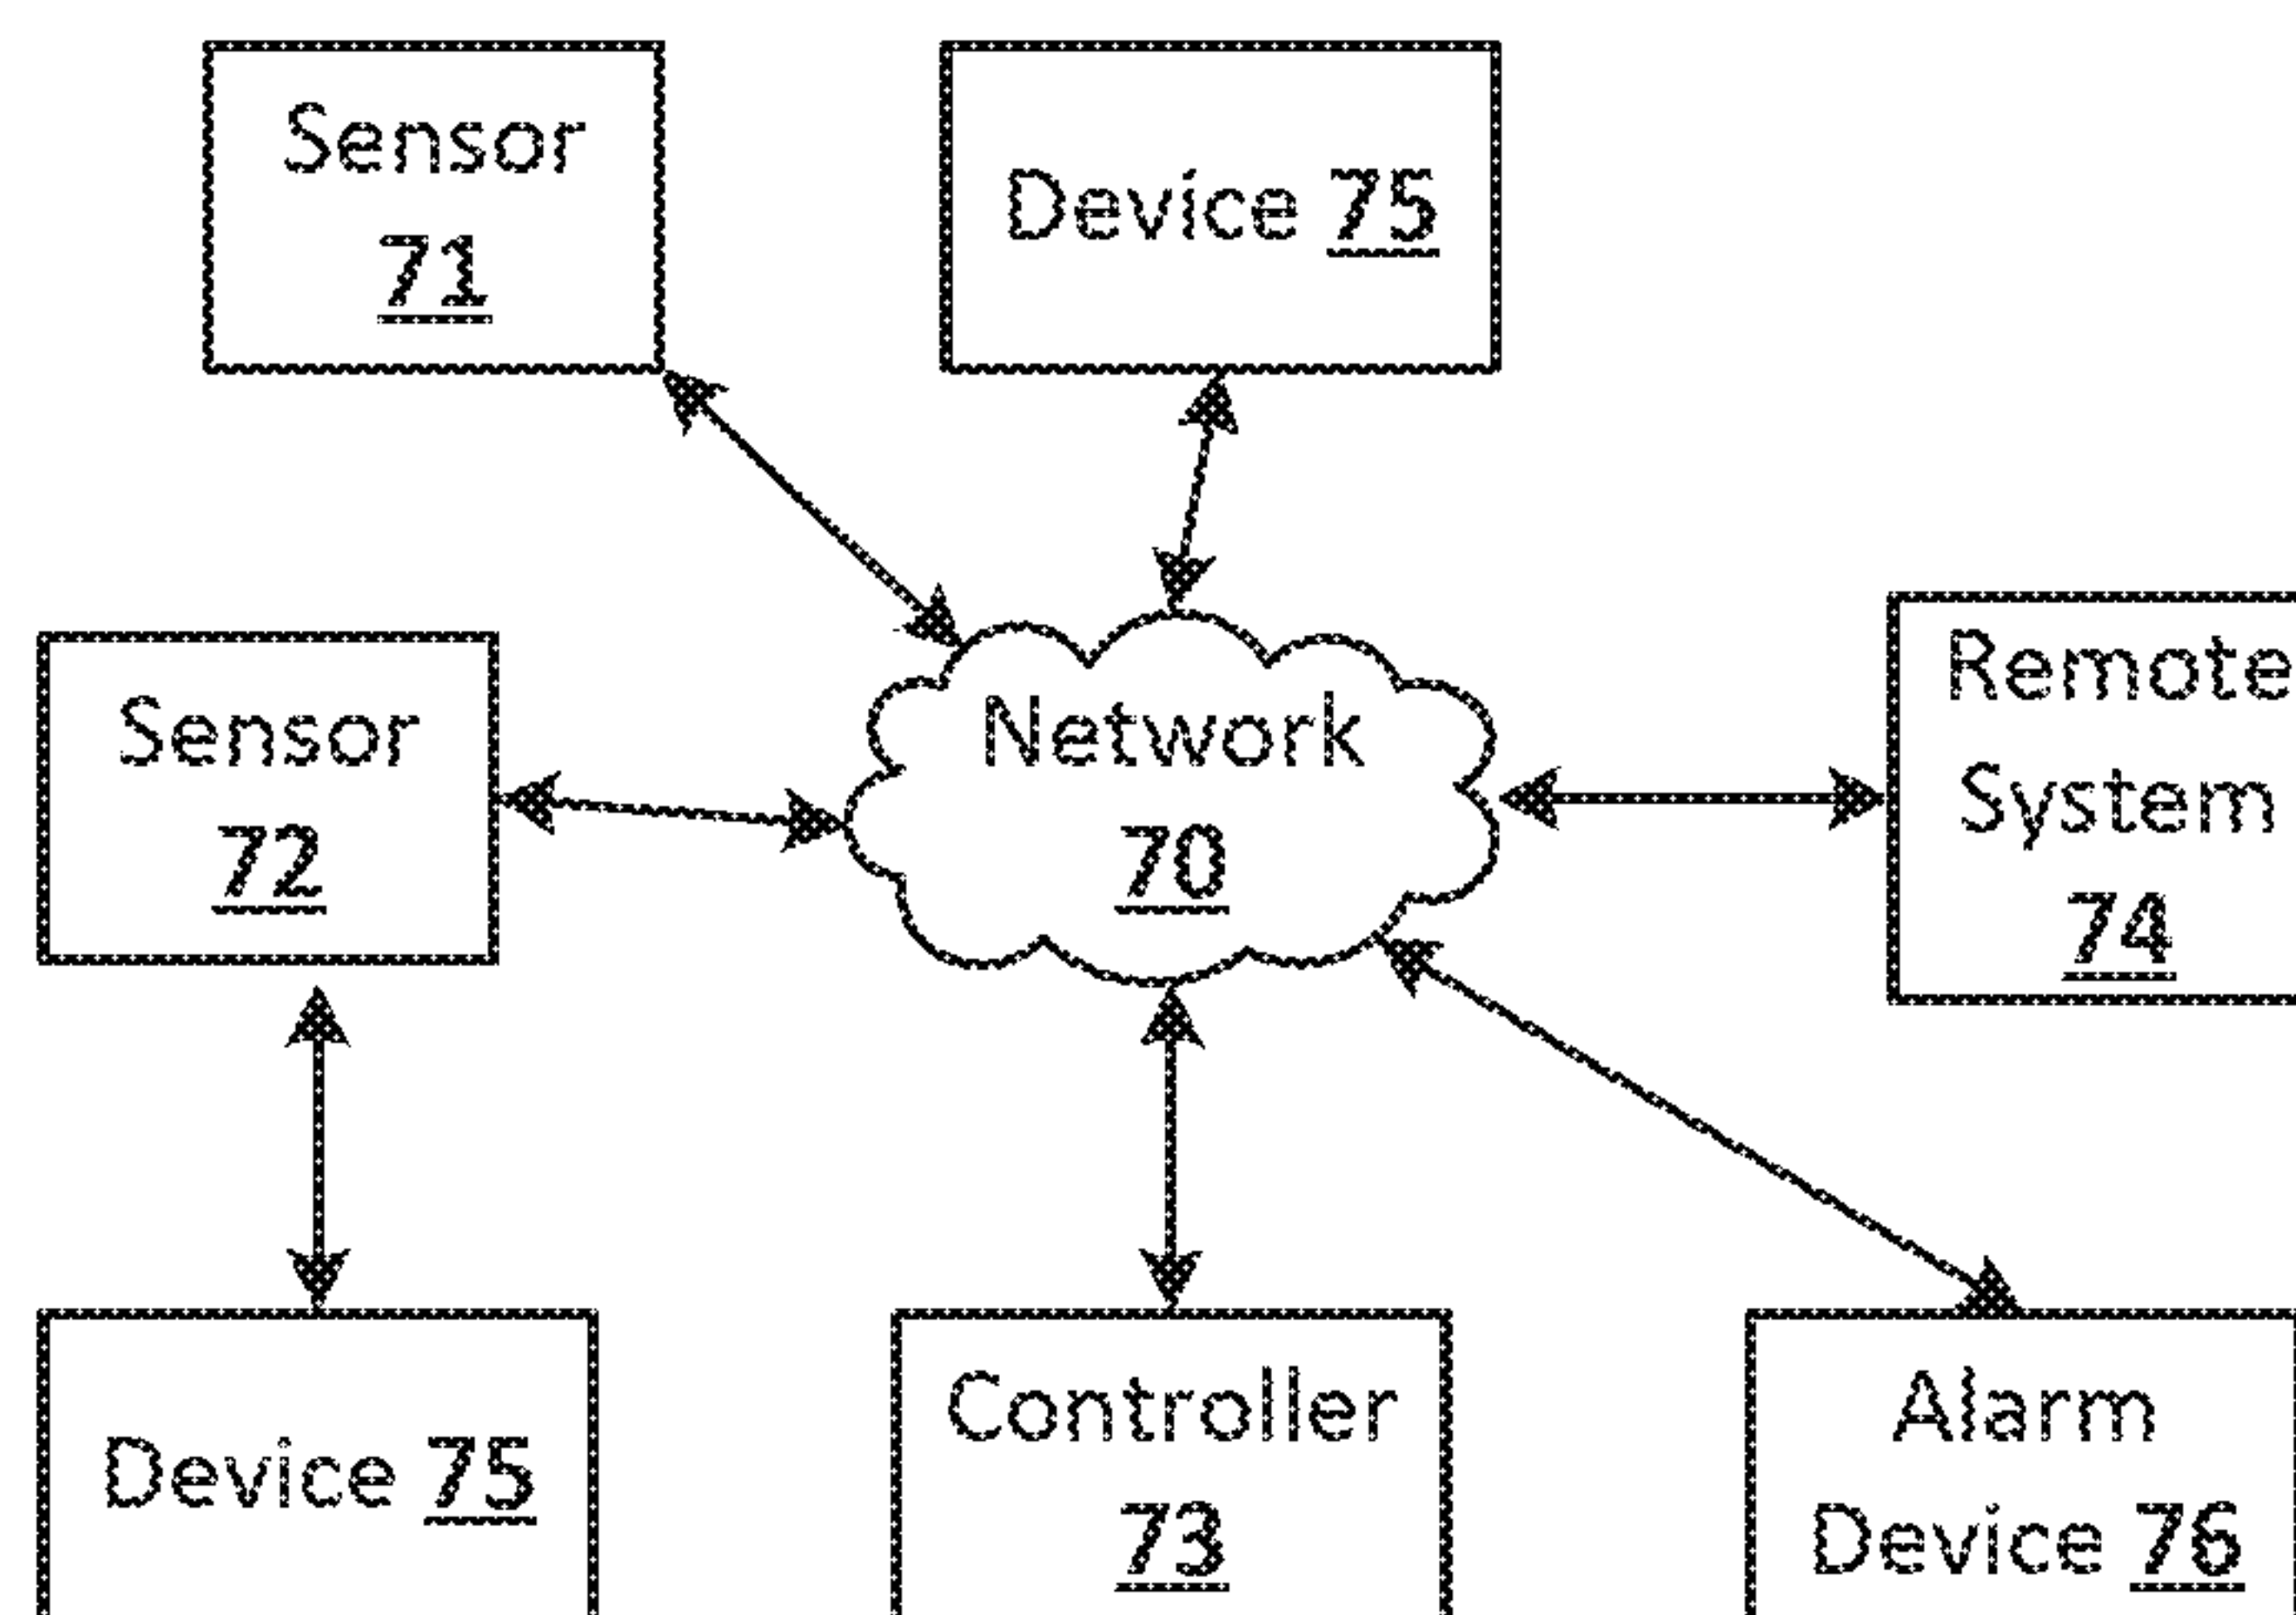 Sensor
71
Device 75
Sensor
72
Network
70
Remote
System
74
Device 75
Controller
73
Alarm
Device 76